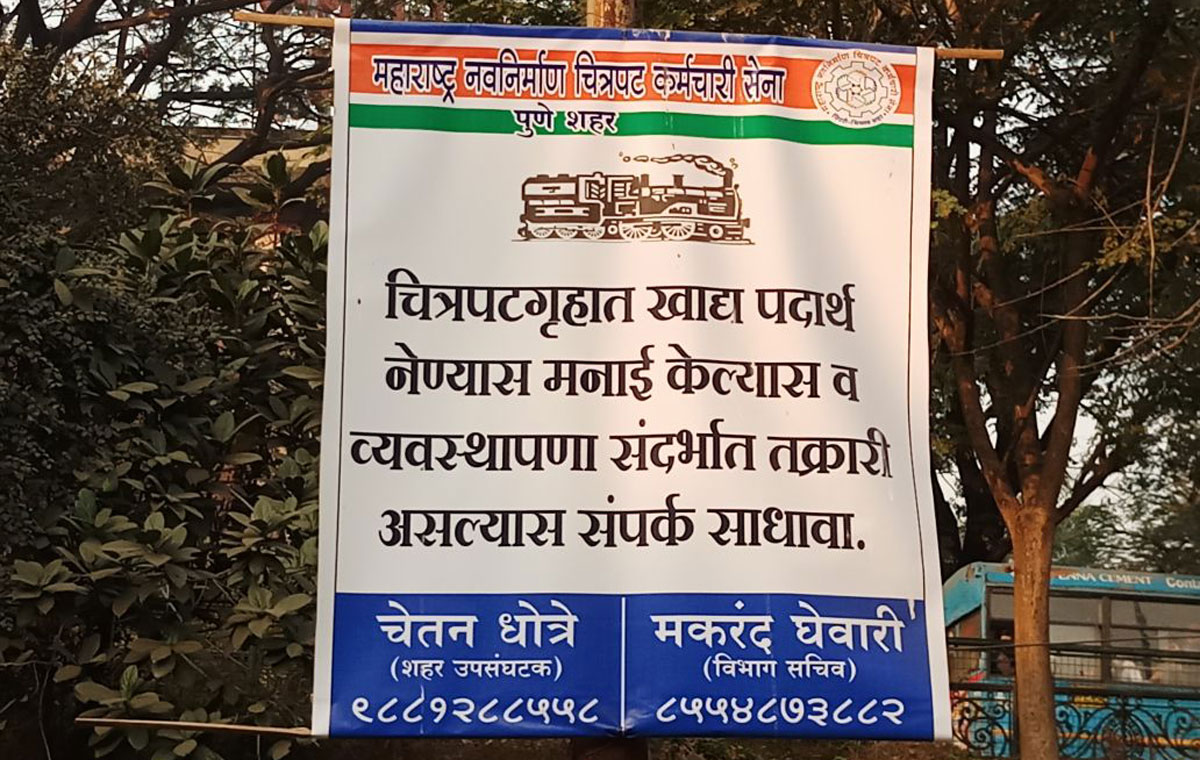 महाराष्ट्र नवनिर्माण चित्रपट कर्मचारी सेना
पुणे शहर
चित्रपटगृहात खाद्य पदार्थ
नेण्यास मनाई केल्यास व
व्यवस्थापणा संदर्भात तक्रारी
असल्यास संपर्क साधावा.
चेतन धोत्रे
(शहर उपसंघटक)
९८८१२८८५५८
मकरंद घेवारी
(विभाग सचिव)
८५५४८७३८८२
CEMENT